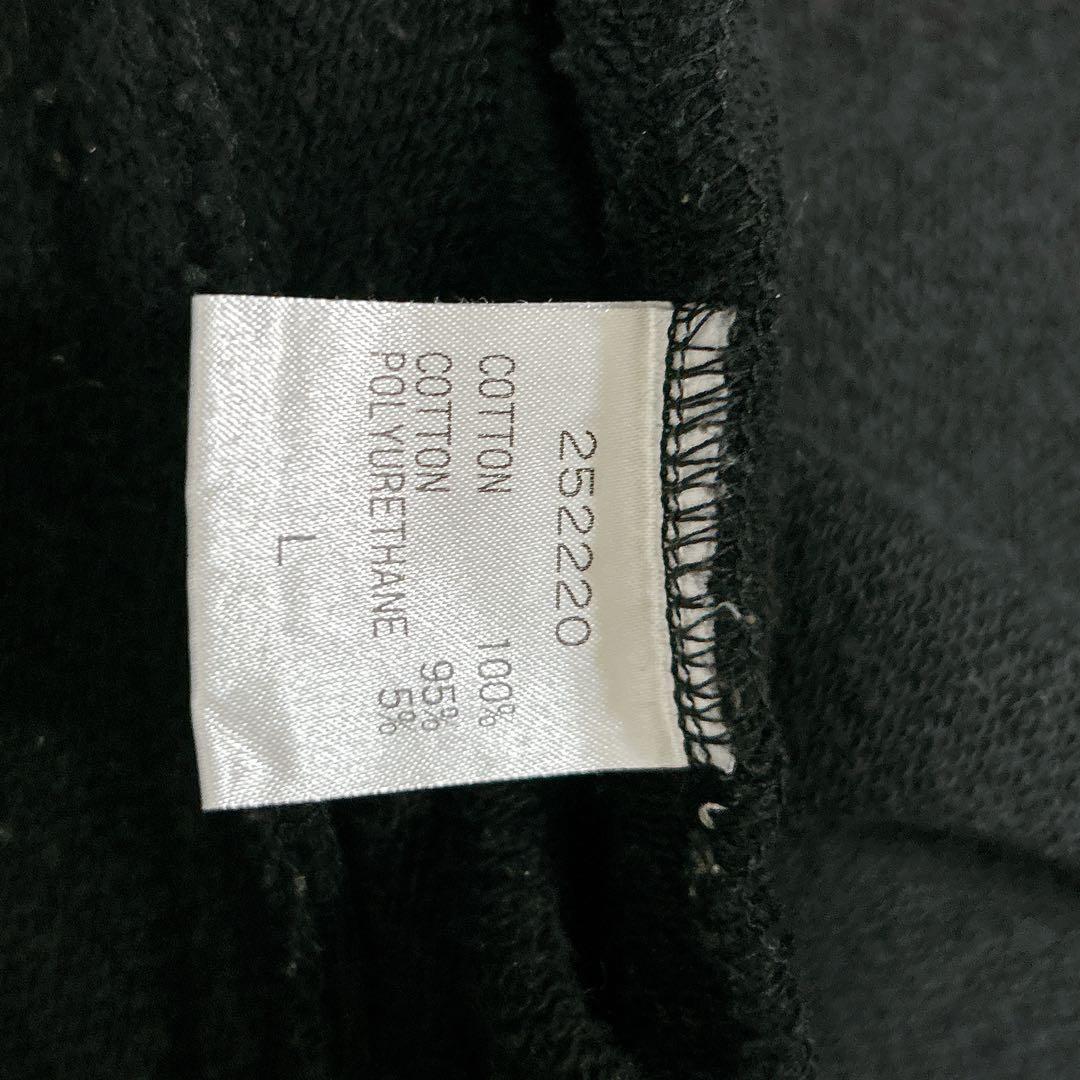 252220
COTTON 100%
COTTON 95%
POLYURETHANE 5%
L